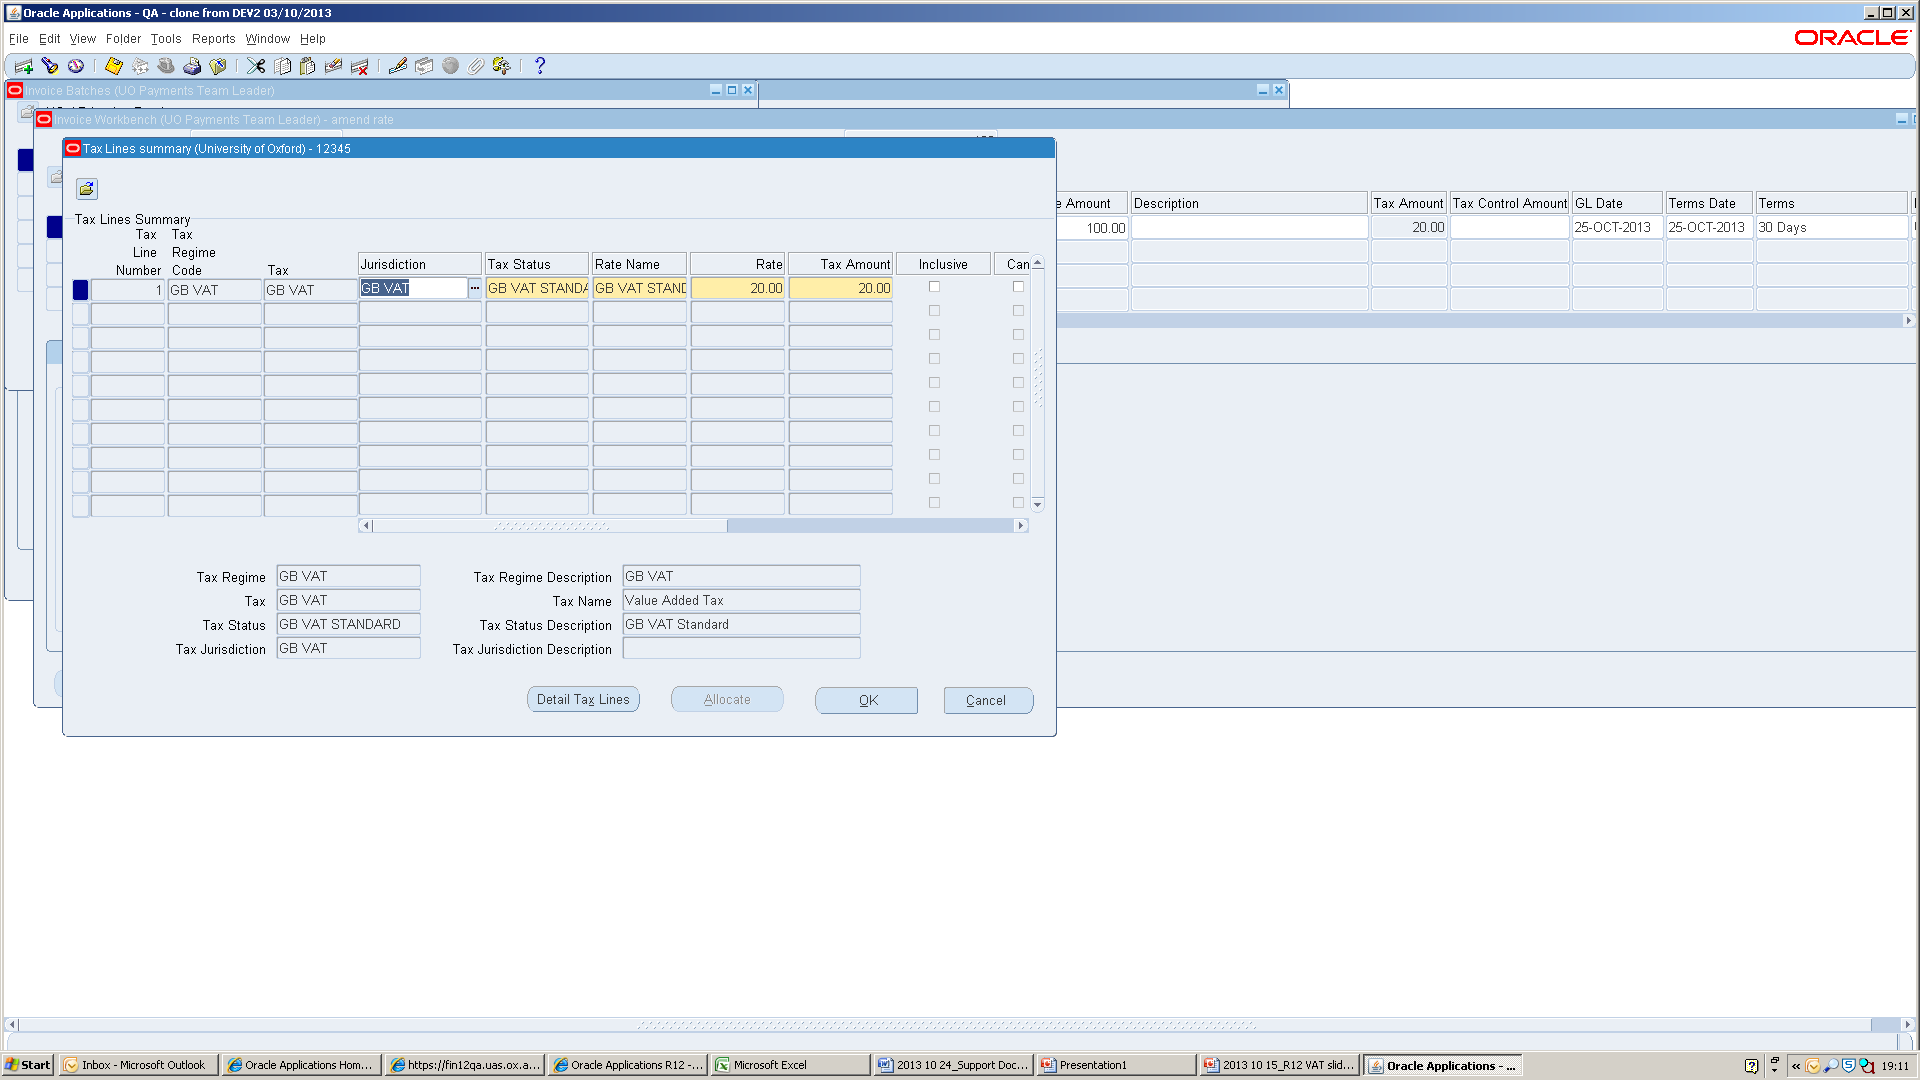 Oracle Applications - QA - clone from DEV2 03/10/2013
File Edit View Folder Tools Reports Window Help
ORACLE
Invoice Batches (UO Payments Team Leader)
Invoice Workbench (UO Payments Team Leader) - amend rate
Tax Lines summary (University of Oxford) - 12345
e Amount Description Tax Amount Tax Control Amount GL Date Terms Date Terms
100.00 20.00 25-OCT-2013 25-OCT-2013 30 Days
Tax Lines Summary
Tax Tax
Line Regime
Number Code Tax Jurisdiction Tax Status Rate Name Rate Tax Amount Inclusive Can
1 GB VAT GB VAT GB VAT ... GB VAT STANDA GB VAT STAND 20.00 20.00
Tax Regime GB VAT Tax Regime Description GB VAT
Tax GB VAT Tax Name Value Added Tax
Tax Status GB VAT STANDARD Tax Status Description GB VAT Standard
Tax Jurisdiction GB VAT Tax Jurisdiction Description
Detail Tax Lines Allocate OK Cancel
Start Inbox - Microsoft Outlook Oracle Applications Hom... https://fin12qa.uas.ox.a... Oracle Applications R12 -... Microsoft Excel 2013 10 24_Support Doc... Presentation1 2013 10 15_R12 VAT slid... Oracle Applications - ... « 19:11